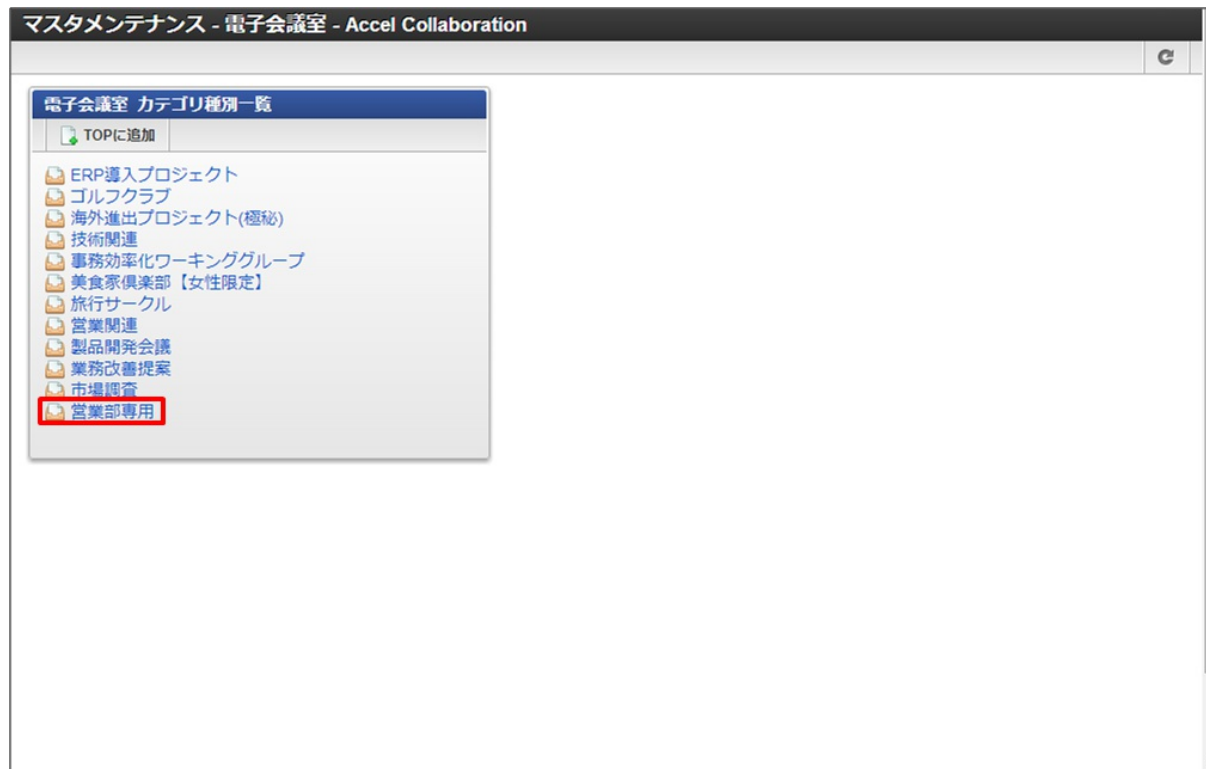 マスタメンテナンス - 電子会議室 - Accel Collaboration
電子会議室 カテゴリ種別一覧
TOPに追加
ERP導入プロジェクト
ゴルフクラブ
海外進出プロジェクト(極秘)
技術関連
事務効率化ワーキンググループ
美食家倶楽部【女性限定】
旅行サークル
営業関連
製品開発会議
業務改善提案
市場調査
営業部専用